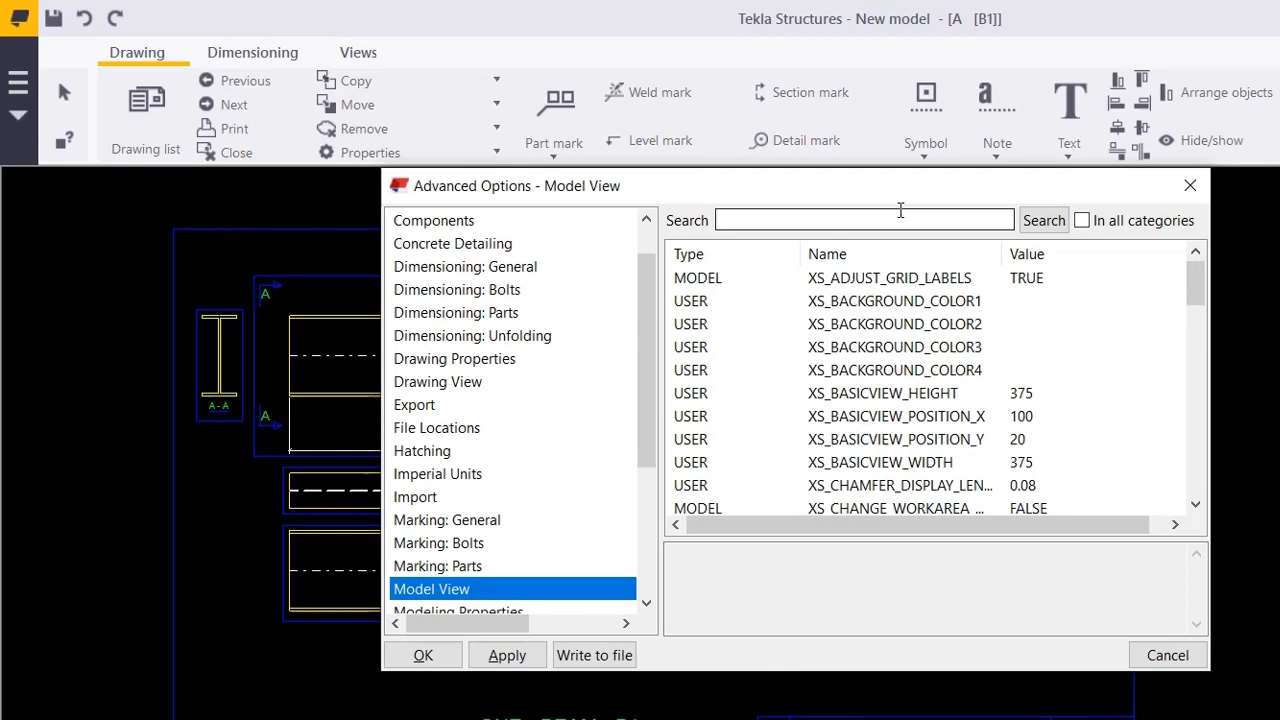 Tekla Structures - New model - [A [B1]]
Drawing Dimensioning Views
Previous
Next
Print
Close
Drawing list
Copy
Move
Remove
Properties
Part mark
Weld mark
Level mark
Section mark
Detail mark
Symbol
a
Note
T
Text
Arrange objects
Hide/show
Advanced Options - Model View
Components
Concrete Detailing
Dimensioning: General
Dimensioning: Bolts
Dimensioning: Parts
Dimensioning: Unfolding
Drawing Properties
Drawing View
Export
File Locations
Hatching
Imperial Units
Import
Marking: General
Marking: Bolts
Marking: Parts
Model View
Modeling Properties
Search Search In all categories
Type Name Value
MODEL XS_ADJUST_GRID_LABELS TRUE
USER XS_BACKGROUND_COLOR1
USER XS_BACKGROUND_COLOR2
USER XS_BACKGROUND_COLOR3
USER XS_BACKGROUND_COLOR4
USER XS_BASICVIEW_HEIGHT 375
USER XS_BASICVIEW_POSITION_X 100
USER XS_BASICVIEW_POSITION_Y 20
USER XS_BASICVIEW_WIDTH 375
USER XS_CHAMFER_DISPLAY_LEN... 0.08
MODEL XS_CHANGE_WORKAREA_... FALSE
OK Apply Write to file Cancel
A
A
A-A